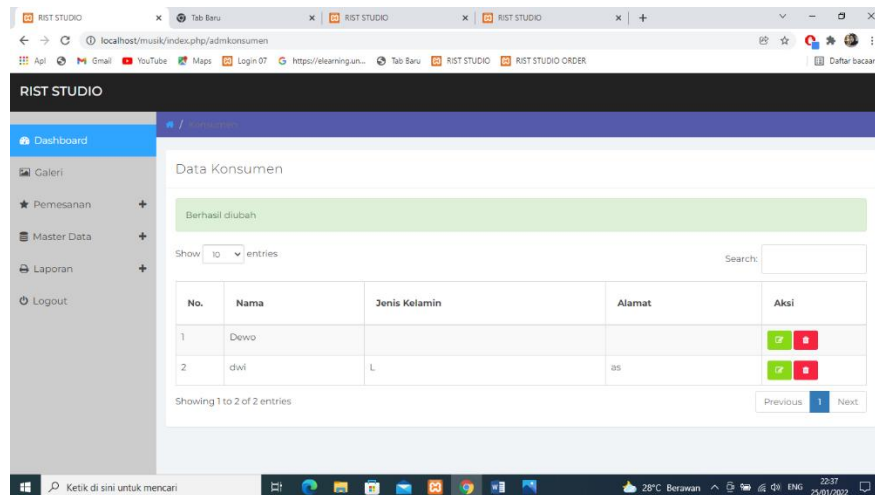 RIST STUDIO
Tab Baru
RIST STUDIO
RIST STUDIO
localhost/musik/index.php/admkonsumen
Apl
Gmail
YouTube
Maps
Login 07
https://elearning.un...
Tab Baru
RIST STUDIO
RIST STUDIO ORDER
Daftar bacaan
RIST STUDIO
/ Konsumen
Dashboard
Galeri
Pemesanan
Master Data
Laporan
Logout
Data Konsumen
Berhasil diubah
Show 10 entries
Search:
No. Nama Jenis Kelamin Alamat Aksi
1 Dewo
2 dwi L as
Showing 1 to 2 of 2 entries
Previous 1 Next
Ketik di sini untuk mencari
28°C Berawan
ENG
22:37
25/01/2022